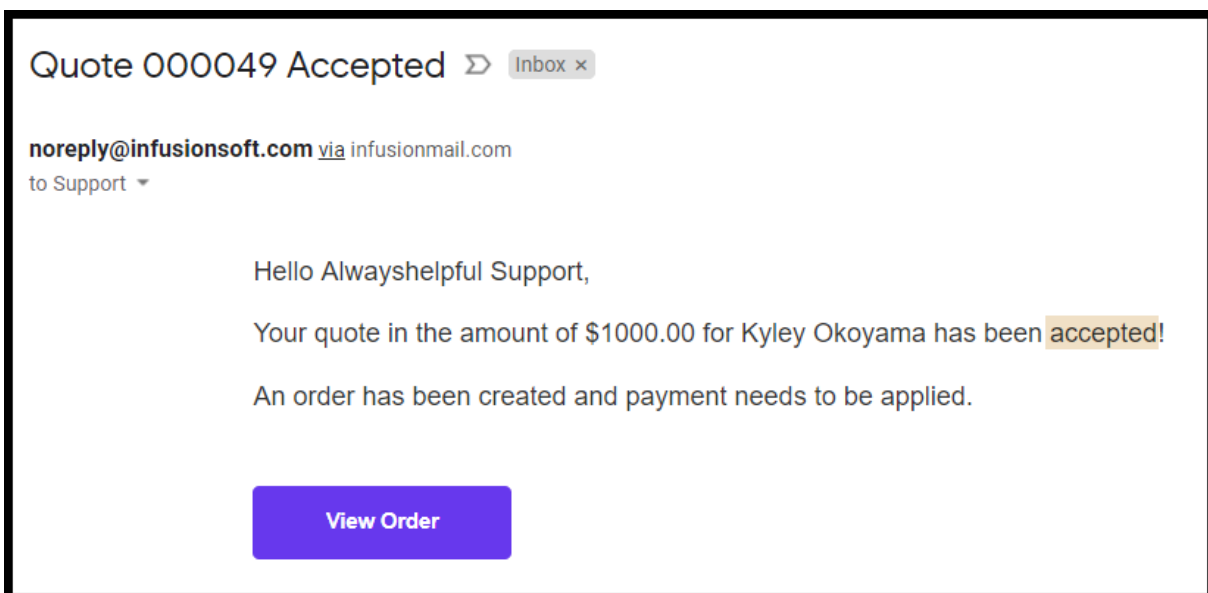 Quote 000049 Accepted Inbox ×
noreply@infusionsoft.com via infusionmail.com
to Support
Hello Alwayshelpful Support,
Your quote in the amount of $1000.00 for Kyley Okoyama has been accepted!
An order has been created and payment needs to be applied.
View Order